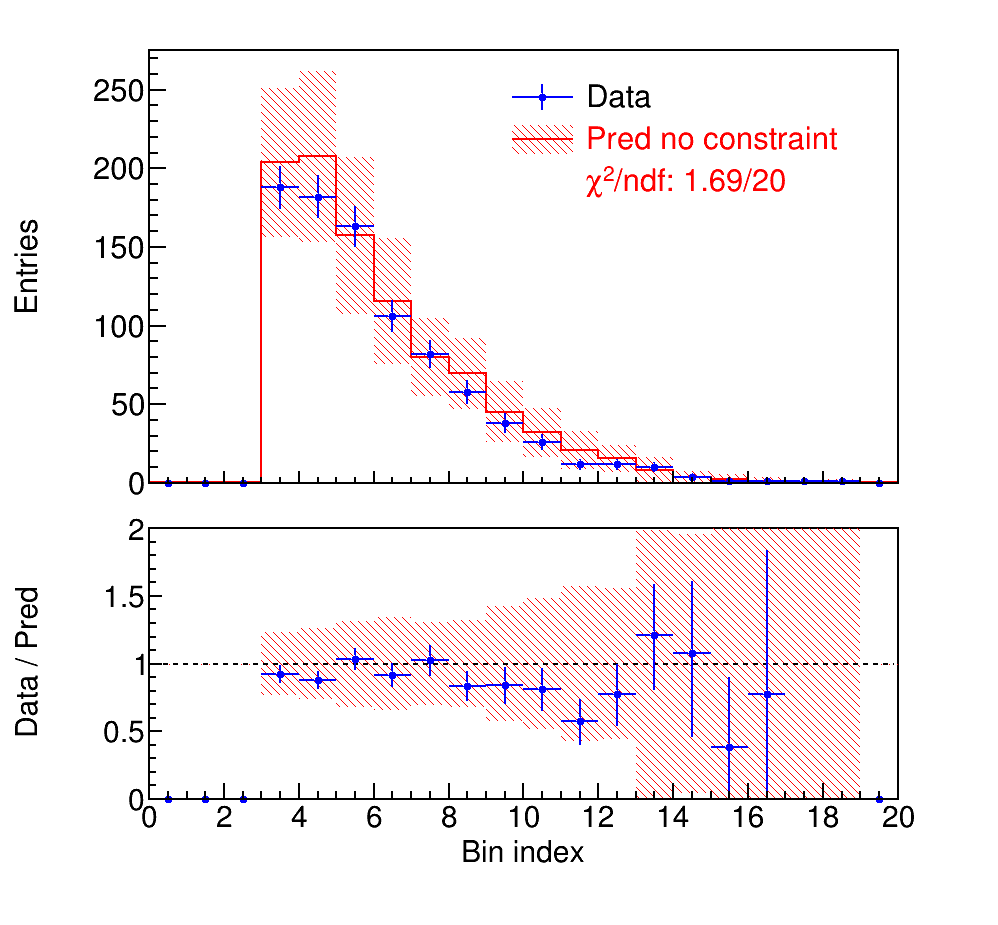 250
200
150
100
50
0
Entries
Data
Pred no constraint
χ²/ndf: 1.69/20
2
1.5
1
0.5
0
Data / Pred
0 2 4 6 8 10 12 14 16 18 20
Bin index